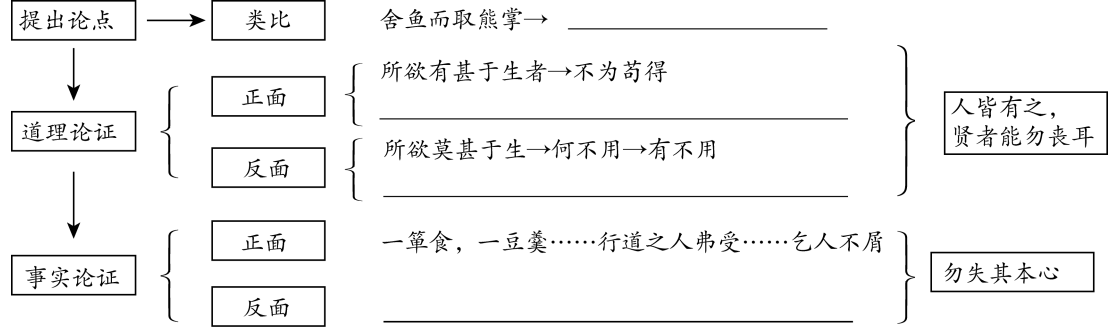 提出论点 → 类比 舍鱼而取熊掌→
所欲有甚于生者→不为苟得
正面
道理论证
人皆有之，
贤者能勿丧耳
所欲莫甚于生→何不用→有不用
反面
正面 一箪食，一豆羹……行道之人弗受……乞人不屑
事实论证
勿失其本心
反面